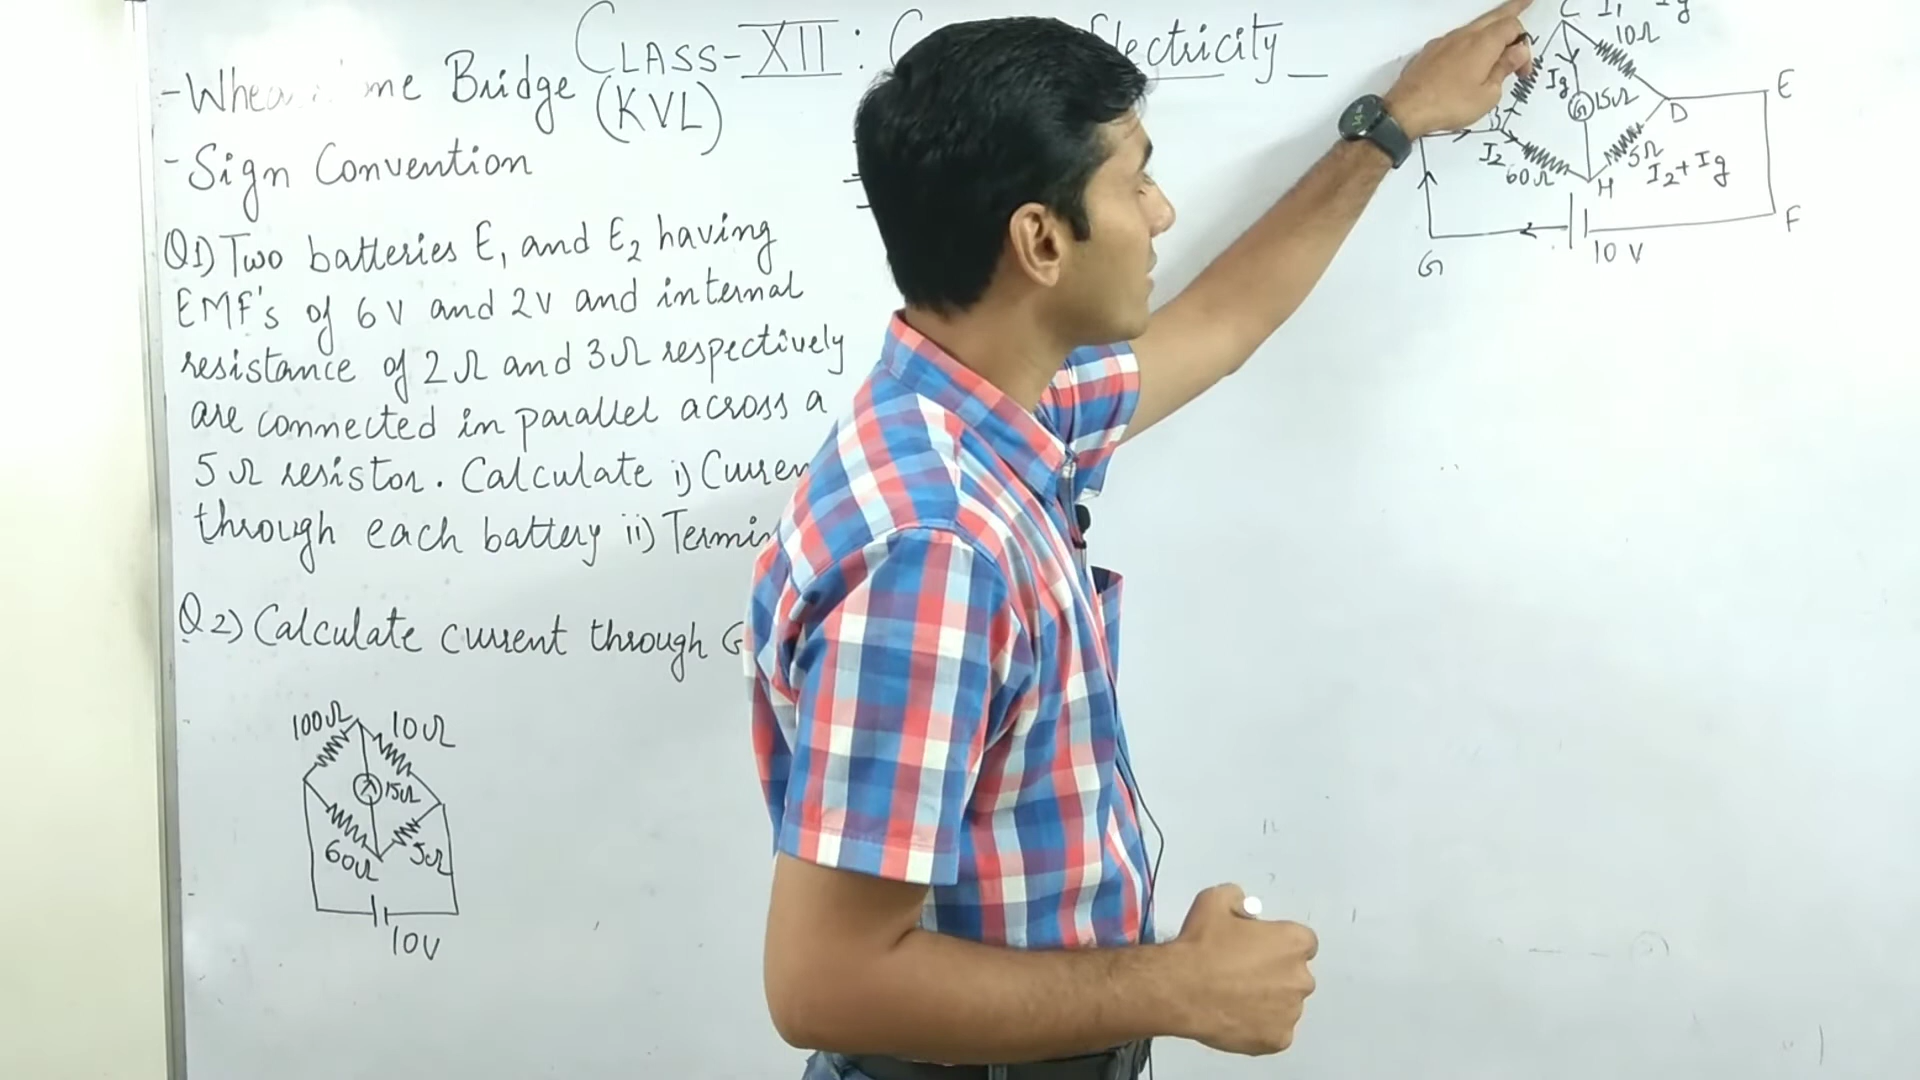 CLASS-XII: C Electricity
- Whea me Bridge
(KVL)
- Sign Convention
Q1) Two batteries E₁ and E₂ having
EMF's of 6V and 2V and internal
resistance of 2Ω and 3Ω respectively
are connected in parallel across a
5Ω resistor. Calculate i) Curren
through each battery ii) Termin
Q2) Calculate current through G
100Ω 10Ω
15Ω
60Ω 5Ω
10V
C I₁ Ig
10Ω
Ig
15Ω
G
E
D
B
I₂
60Ω
H
5Ω
I₂+Ig
F
10 V
G